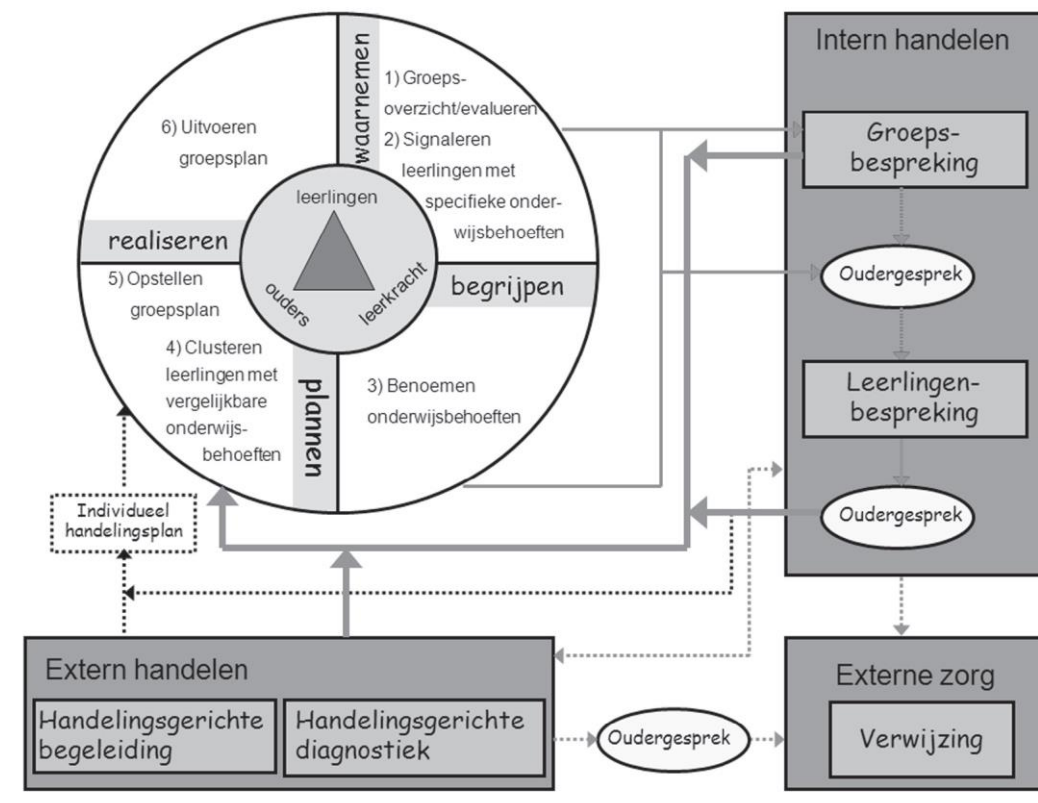 waarnemen
1) Groeps-
overzicht/evalueren
2) Signaleren
leerlingen met
specifieke onder-
wijsbehoeften
begrijpen
3) Benoemen
onderwijsbehoeften
plannen
4) Clusteren
leerlingen met
vergelijkbare
onderwijs-
behoeften
5) Opstellen
groepsplan
realiseren
6) Uitvoeren
groepsplan
leerlingen
ouders
leerkracht
Intern handelen
Groeps-
bespreking
Oudergesprek
Leerlingen-
bespreking
Oudergesprek
Individueel
handelingsplan
Extern handelen
Handelingsgerichte
begeleiding
Handelingsgerichte
diagnostiek
Oudergesprek
Externe zorg
Verwijzing